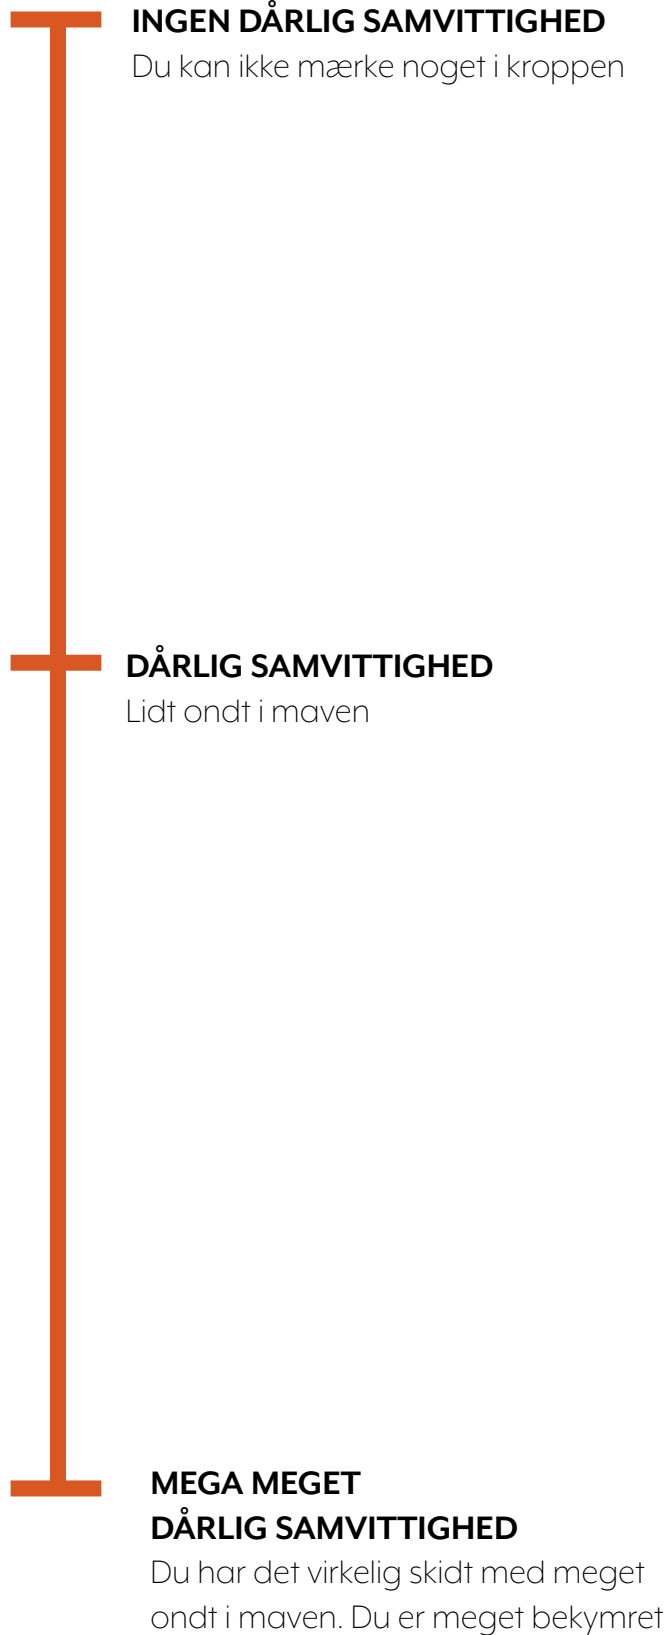 INGEN DÅRLIG SAMVITTIGHED
Du kan ikke mærke noget i kroppen
DÅRLIG SAMVITTIGHED
Lidt ondt i maven
MEGA MEGET
DÅRLIG SAMVITTIGHED
Du har det virkelig skidt med meget
ondt i maven. Du er meget bekymret